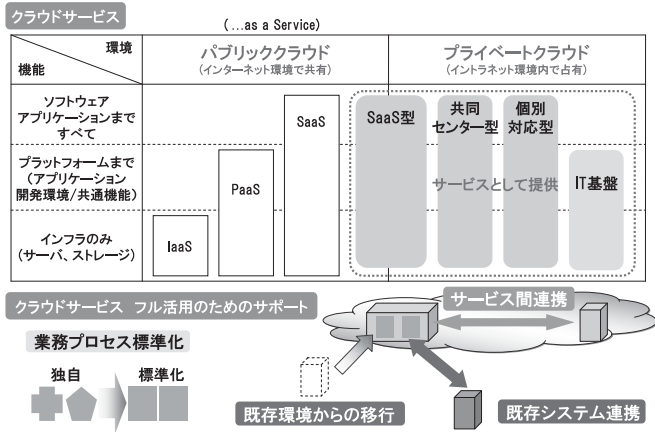 クラウドサービス
(...as a Service)
環境
機能
パブリッククラウド
(インターネット環境で共有)
プライベートクラウド
(イントラネット環境内で占有)
ソフトウェア
アプリケーションまで
すべて
SaaS
SaaS型
共同
センター型
個別
対応型
プラットフォームまで
(アプリケーション
開発環境/共通機能)
PaaS
サービスとして提供
IT基盤
インフラのみ
(サーバ、ストレージ)
IaaS
クラウドサービス フル活用のためのサポート
サービス間連携
業務プロセス標準化
独自
標準化
既存環境からの移行
既存システム連携